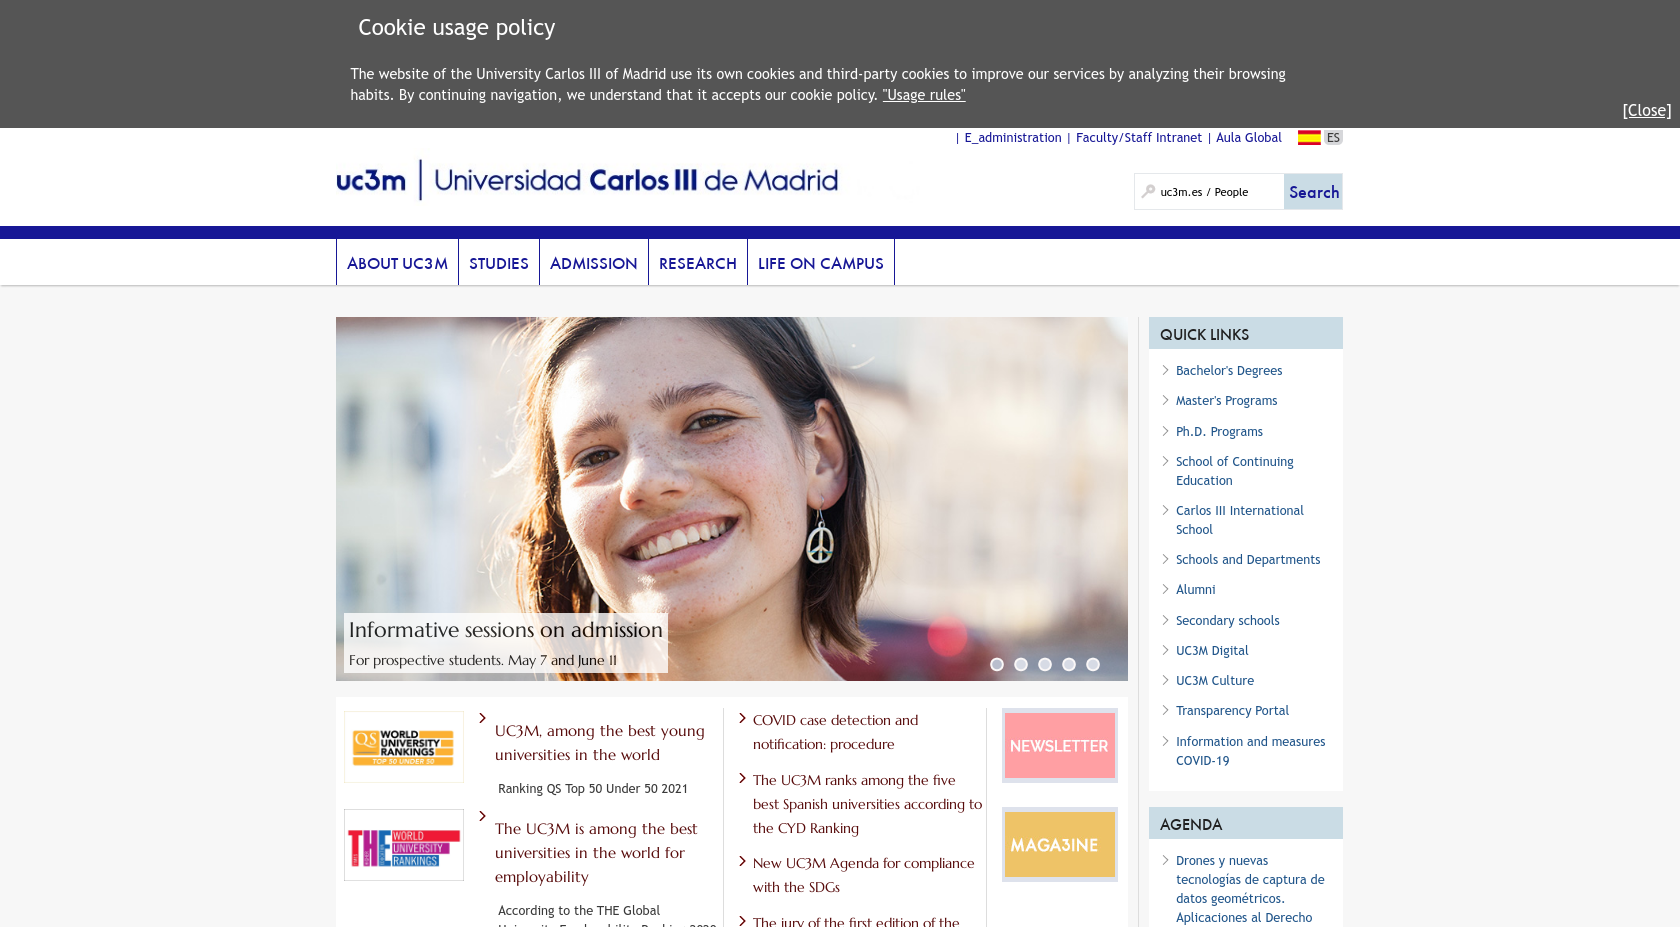 Cookie usage policy
The website of the University Carlos III of Madrid use its own cookies and third-party cookies to improve our services by analyzing their browsing
habits. By continuing navigation, we understand that it accepts our cookie policy. "Usage rules"
[Close]
| E_administration | Faculty/Staff Intranet | Aula Global ES
uc3m | Universidad Carlos III de Madrid
uc3m.es / People Search
ABOUT UC3M STUDIES ADMISSION RESEARCH LIFE ON CAMPUS
Informative sessions on admission
For prospective students. May 7 and June 11
QS WORLD
UNIVERSITY
RANKINGS
TOP 50 UNDER 50
UC3M, among the best young
universities in the world
Ranking QS Top 50 Under 50 2021
THE WORLD
UNIVERSITY
RANKINGS
The UC3M is among the best
universities in the world for
employability
According to the THE Global
University Employability Ranking 2020
COVID case detection and
notification: procedure
The UC3M ranks among the five
best Spanish universities according to
the CYD Ranking
New UC3M Agenda for compliance
with the SDGs
The jury of the first edition of the
NEWSLETTER
MAGA3INE
QUICK LINKS
Bachelor's Degrees
Master's Programs
Ph.D. Programs
School of Continuing
Education
Carlos III International
School
Schools and Departments
Alumni
Secondary schools
UC3M Digital
UC3M Culture
Transparency Portal
Information and measures
COVID-19
AGENDA
Drones y nuevas
tecnologías de captura de
datos geométricos.
Aplicaciones al Derecho